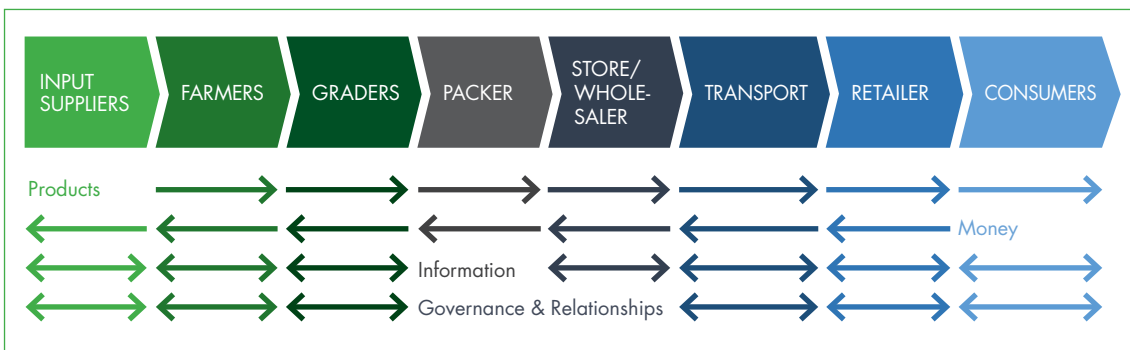 INPUT
SUPPLIERS
FARMERS
GRADERS
PACKER
STORE/
WHOLE-
SALER
TRANSPORT
RETAILER
CONSUMERS
Products
Money
Information
Governance & Relationships